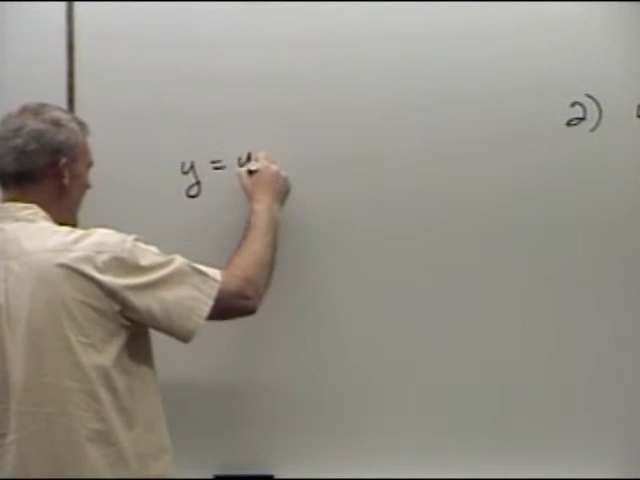 y = u
2)